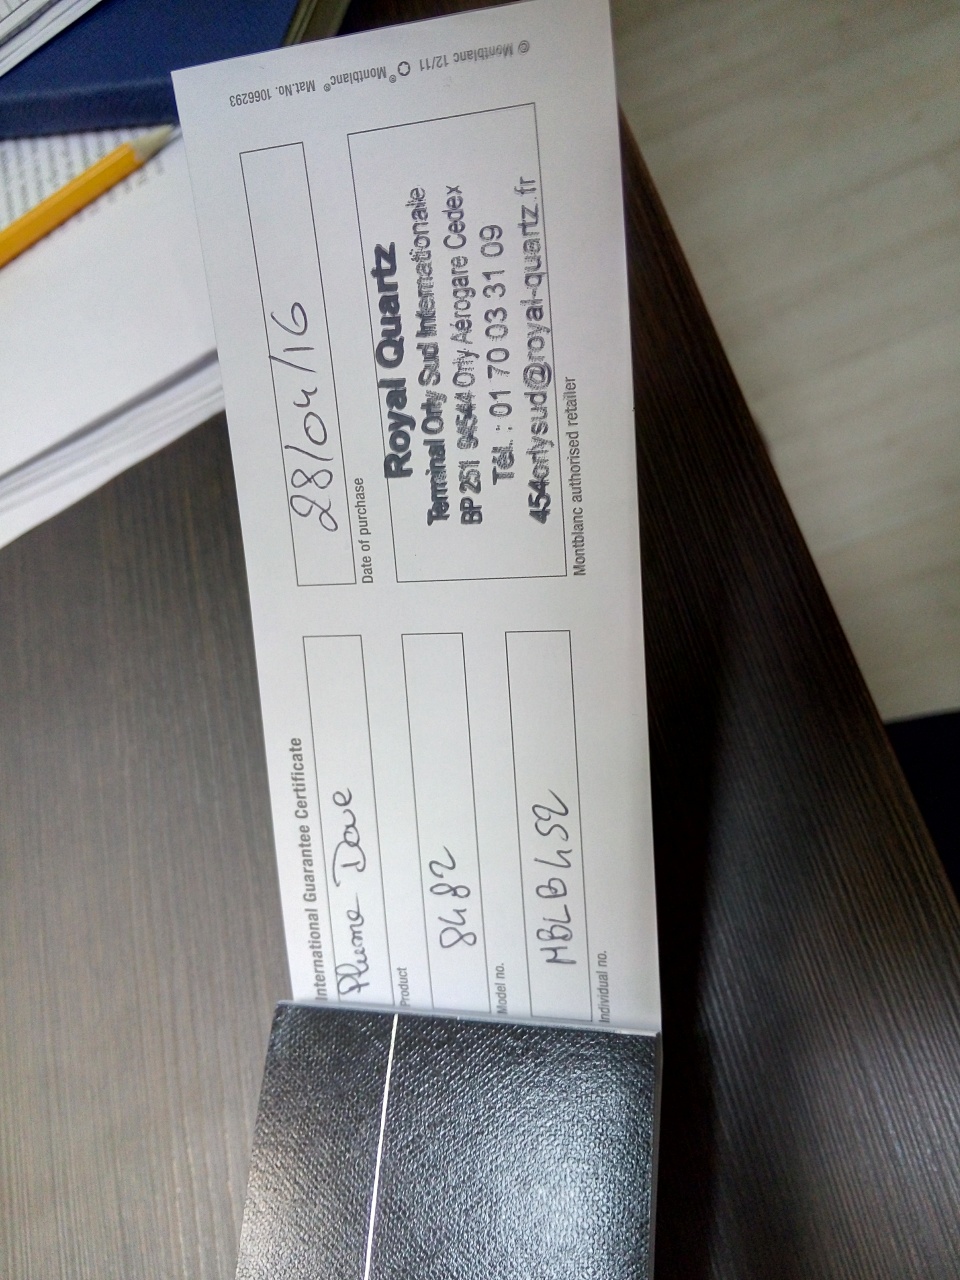 International Guarantee Certificate
Plume Doue
Product
8482
Model no.
MBLB4S2
Individual no.
28/04/16
Date of purchase
Royal Quartz
Terminal Orly Sud Internationale
BP 251 94544 Orly Aérogare Cedex
Tél. : 01 70 03 31 09
454orlysud@royal-quartz.fr
Montblanc authorised retailer
© Montblanc 12/11 Montblanc® Mat.No. 1066293